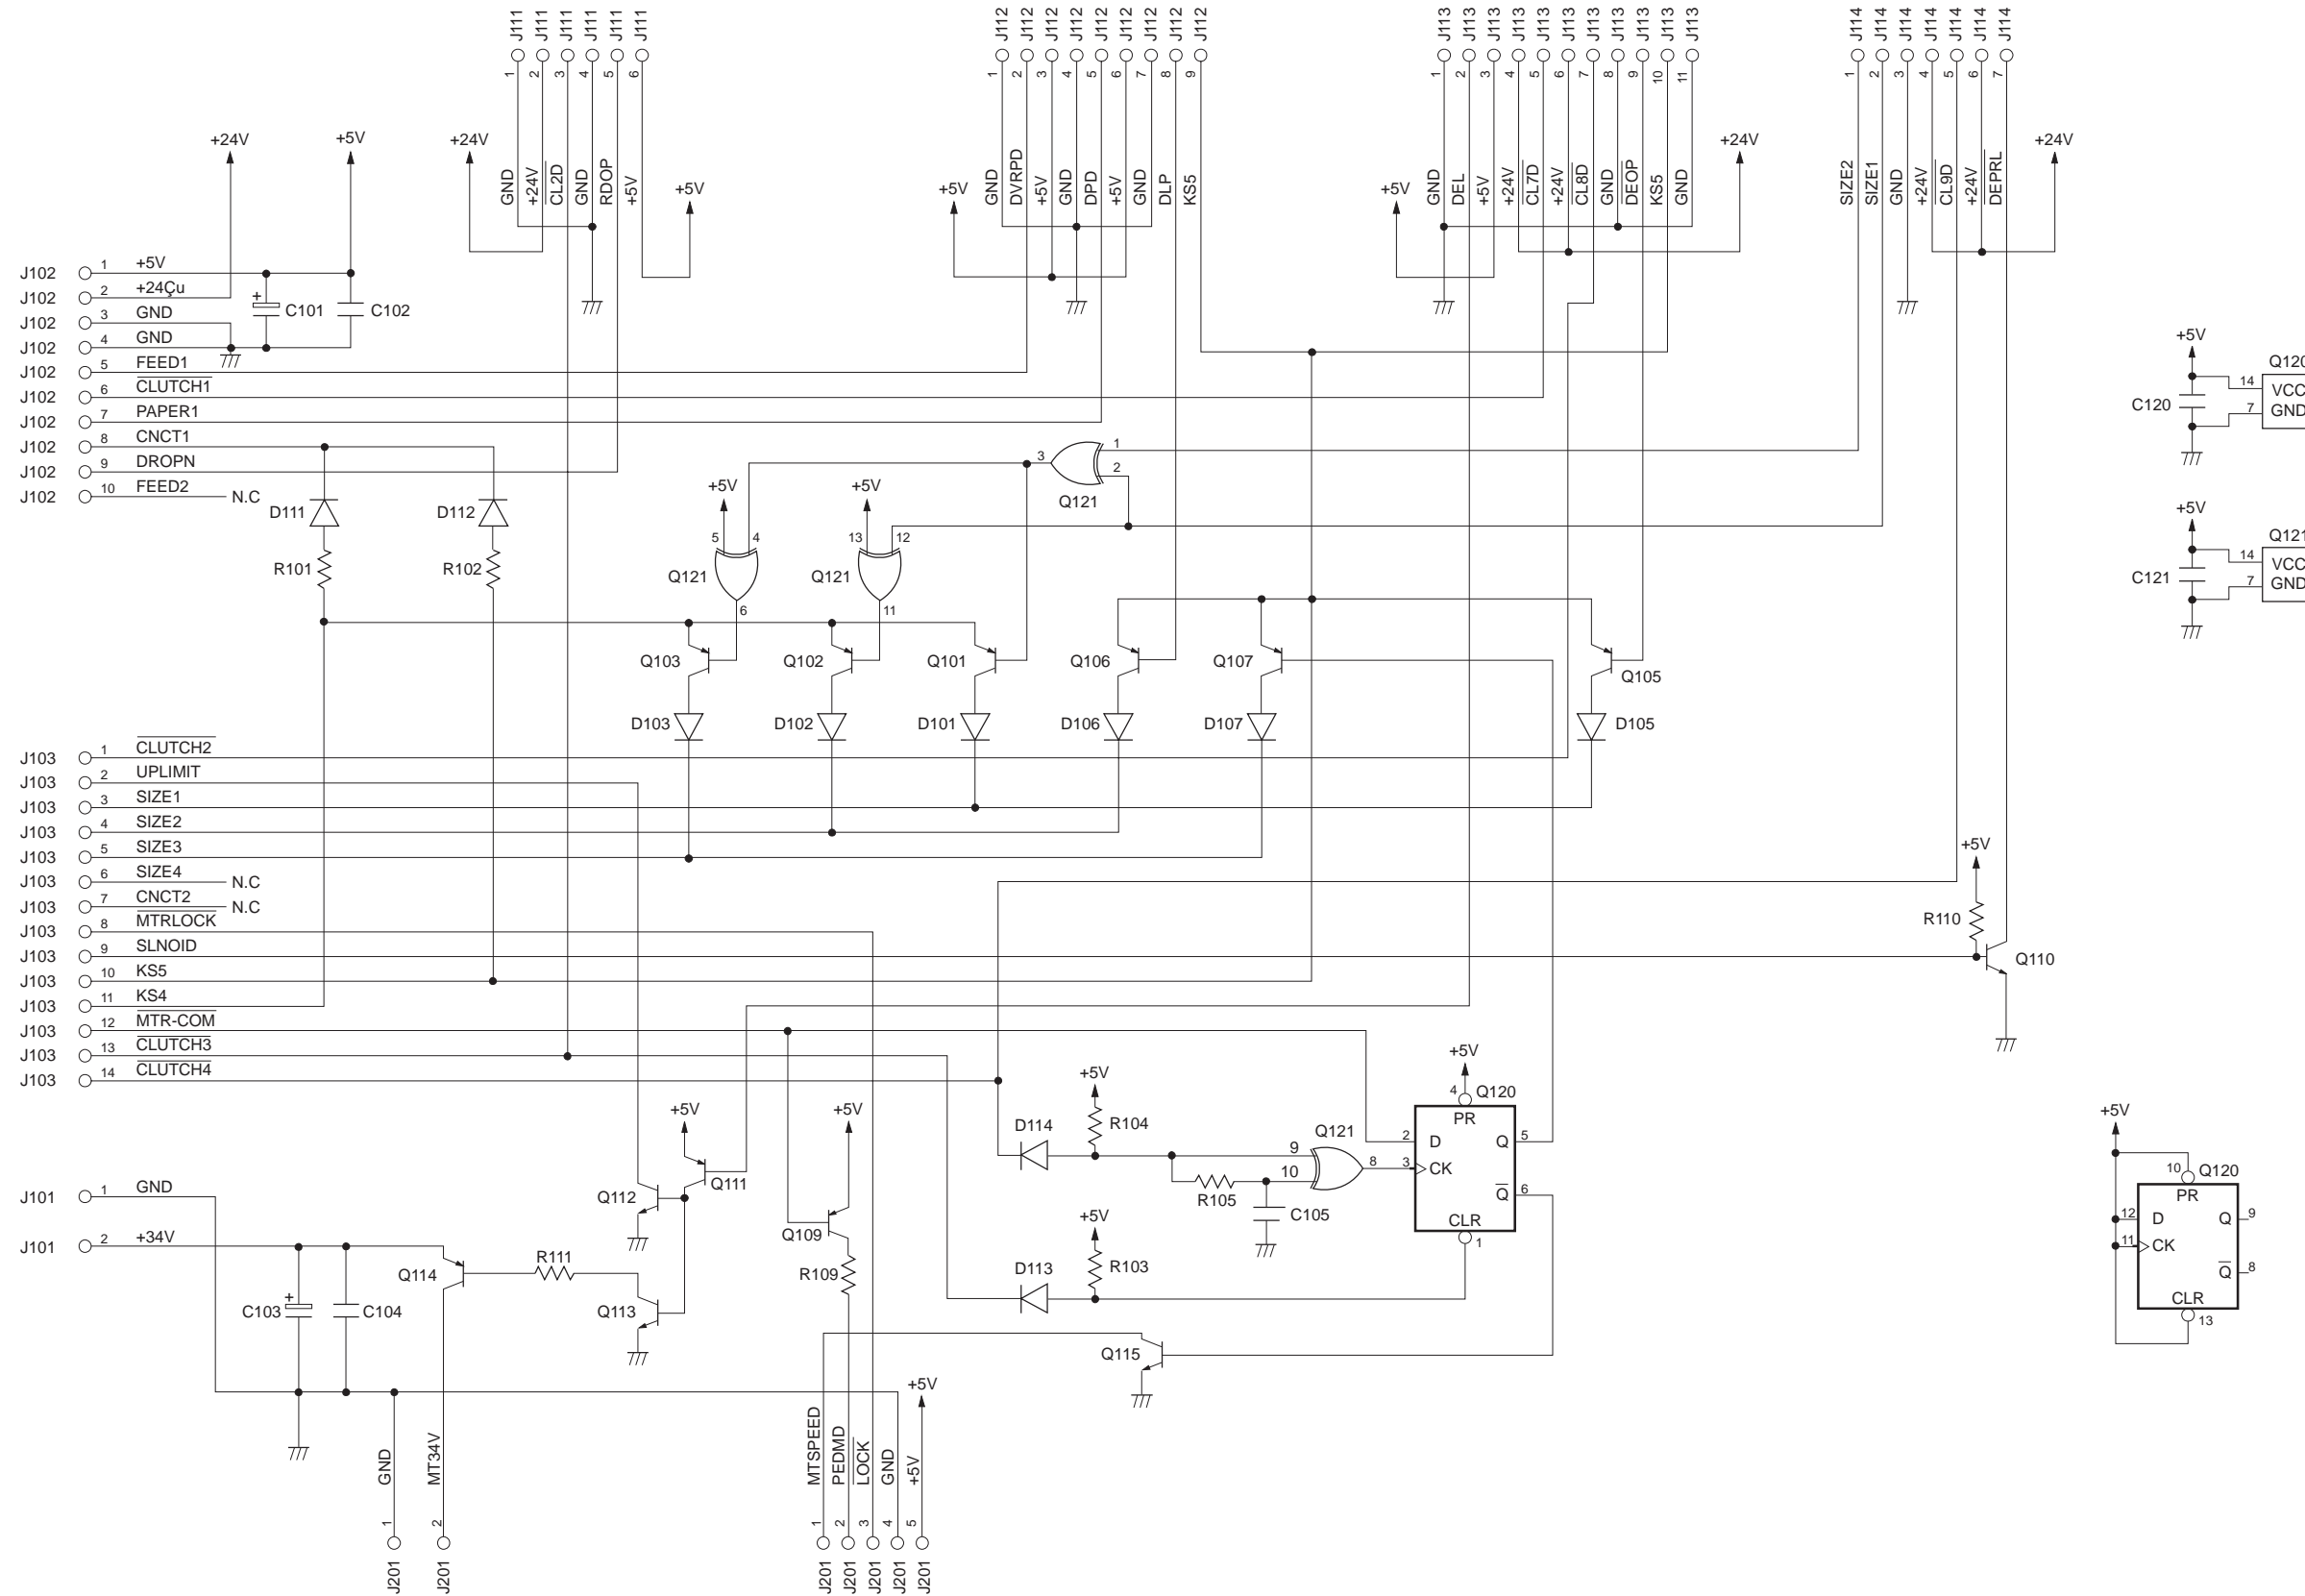 J111 J111 J111 J111 J111 J111
1 2 3 4 5 6
GND +24V CL2D GND RDOP +5V
J112 J112 J112 J112 J112 J112 J112 J112 J112
1 2 3 4 5 6 7 8 9
GND DVRPD +5V GND DPD +5V GND DLP KS5
J113 J113 J113 J113 J113 J113 J113 J113 J113 J113 J113
1 2 3 4 5 6 7 8 9 10 11
GND DEL +5V +24V CL7D +24V CL8D GND DEOP KS5 GND
J114 J114 J114 J114 J114 J114 J114
1 2 3 4 5 6 7
SIZE2 SIZE1 GND +24V CL9D +24V DEPRL
+24V +5V +24V +5V +5V +5V +24V +24V
J102 1 +5V
J102 2 +24Çu
J102 3 GND
J102 4 GND
J102 5 FEED1
J102 6 CLUTCH1
J102 7 PAPER1
J102 8 CNCT1
J102 9 DROPN
J102 10 FEED2 N.C
+ C101 C102
D111 D112
R101 R102
+5V +5V
5 4 13 12
Q121 Q121
6 11
3 1 2
Q121
+5V
C120 14 7
Q120
VCC
GND
+5V
C121 14 7
Q121
VCC
GND
Q103 Q102 Q101 Q106 Q107 Q105
D103 D102 D101 D106 D107 D105
J103 1 CLUTCH2
J103 2 UPLIMIT
J103 3 SIZE1
J103 4 SIZE2
J103 5 SIZE3
J103 6 SIZE4 N.C
J103 7 CNCT2 N.C
J103 8 MTRLOCK
J103 9 SLNOID
J103 10 KS5
J103 11 KS4
J103 12 MTR-COM
J103 13 CLUTCH3
J103 14 CLUTCH4
+5V
R110
Q110
+5V +5V
Q111
Q112
Q109
R109
Q113
J101 1 GND
J101 2 +34V
Q114 R111
+ C103 C104
+5V
D114 R104
9 10 8
Q121
R105 C105
+5V
D113 R103
+5V
4 Q120
PR
2 D Q 5
3 CK
Q 6
CLR
1
Q115
+5V
10 Q120
PR
12 D Q 9
11 CK
Q 8
CLR
13
GND MT34V
1 2
J201 J201
+5V
MTSPEED PEDMD LOCK GND +5V
1 2 3 4 5
J201 J201 J201 J201 J201